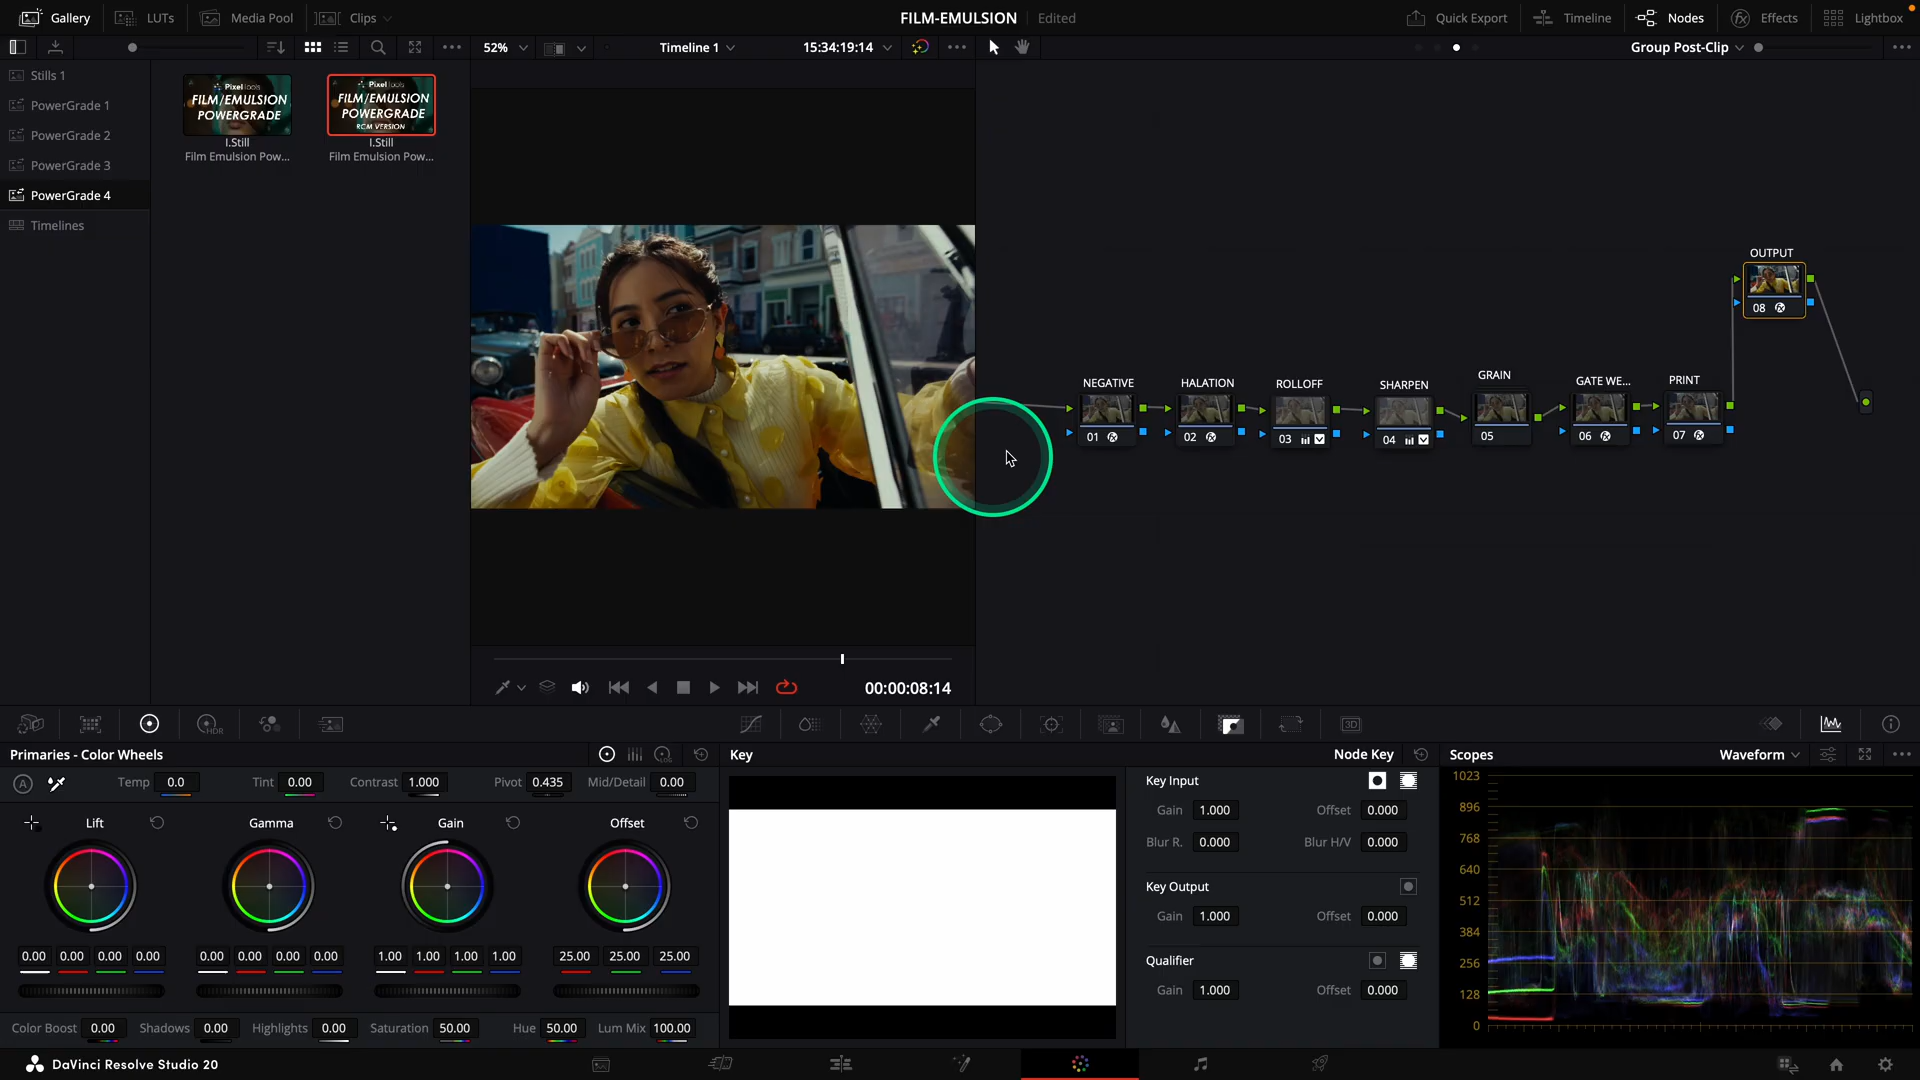 Gallery LUTs Media Pool Clips FILM-EMULSION Edited Quick Export Timeline Nodes Effects Lightbox
52% Timeline 1 15:34:19:14 Group Post-Clip
Stills 1
PowerGrade 1
PowerGrade 2
PowerGrade 3
PowerGrade 4
Timelines
Pixeltools
FILM/EMULSION
POWERGRADE
1.Still
Film Emulsion Pow...
Pixeltools
FILM/EMULSION
POWERGRADE
RCM VERSION
1.Still
Film Emulsion Pow...
OUTPUT
08
NEGATIVE HALATION ROLLOFF SHARPEN GRAIN GATE WE... PRINT
01 02 03 04 05 06 07
00:00:08:14
HDR
3D
Primaries - Color Wheels
LOG
A Temp 0.0 Tint 0.00 Contrast 1.000 Pivot 0.435 Mid/Detail 0.00
Lift Gamma Gain Offset
0.00 0.00 0.00 0.00 0.00 0.00 0.00 0.00 1.00 1.00 1.00 1.00 25.00 25.00 25.00
Color Boost 0.00 Shadows 0.00 Highlights 0.00 Saturation 50.00 Hue 50.00 Lum Mix 100.00
Key Node Key
Key Input
Gain 1.000 Offset 0.000
Blur R. 0.000 Blur H/V 0.000
Key Output
Gain 1.000 Offset 0.000
Qualifier
Gain 1.000 Offset 0.000
Scopes Waveform
1023
896
768
640
512
384
256
128
0
DaVinci Resolve Studio 20